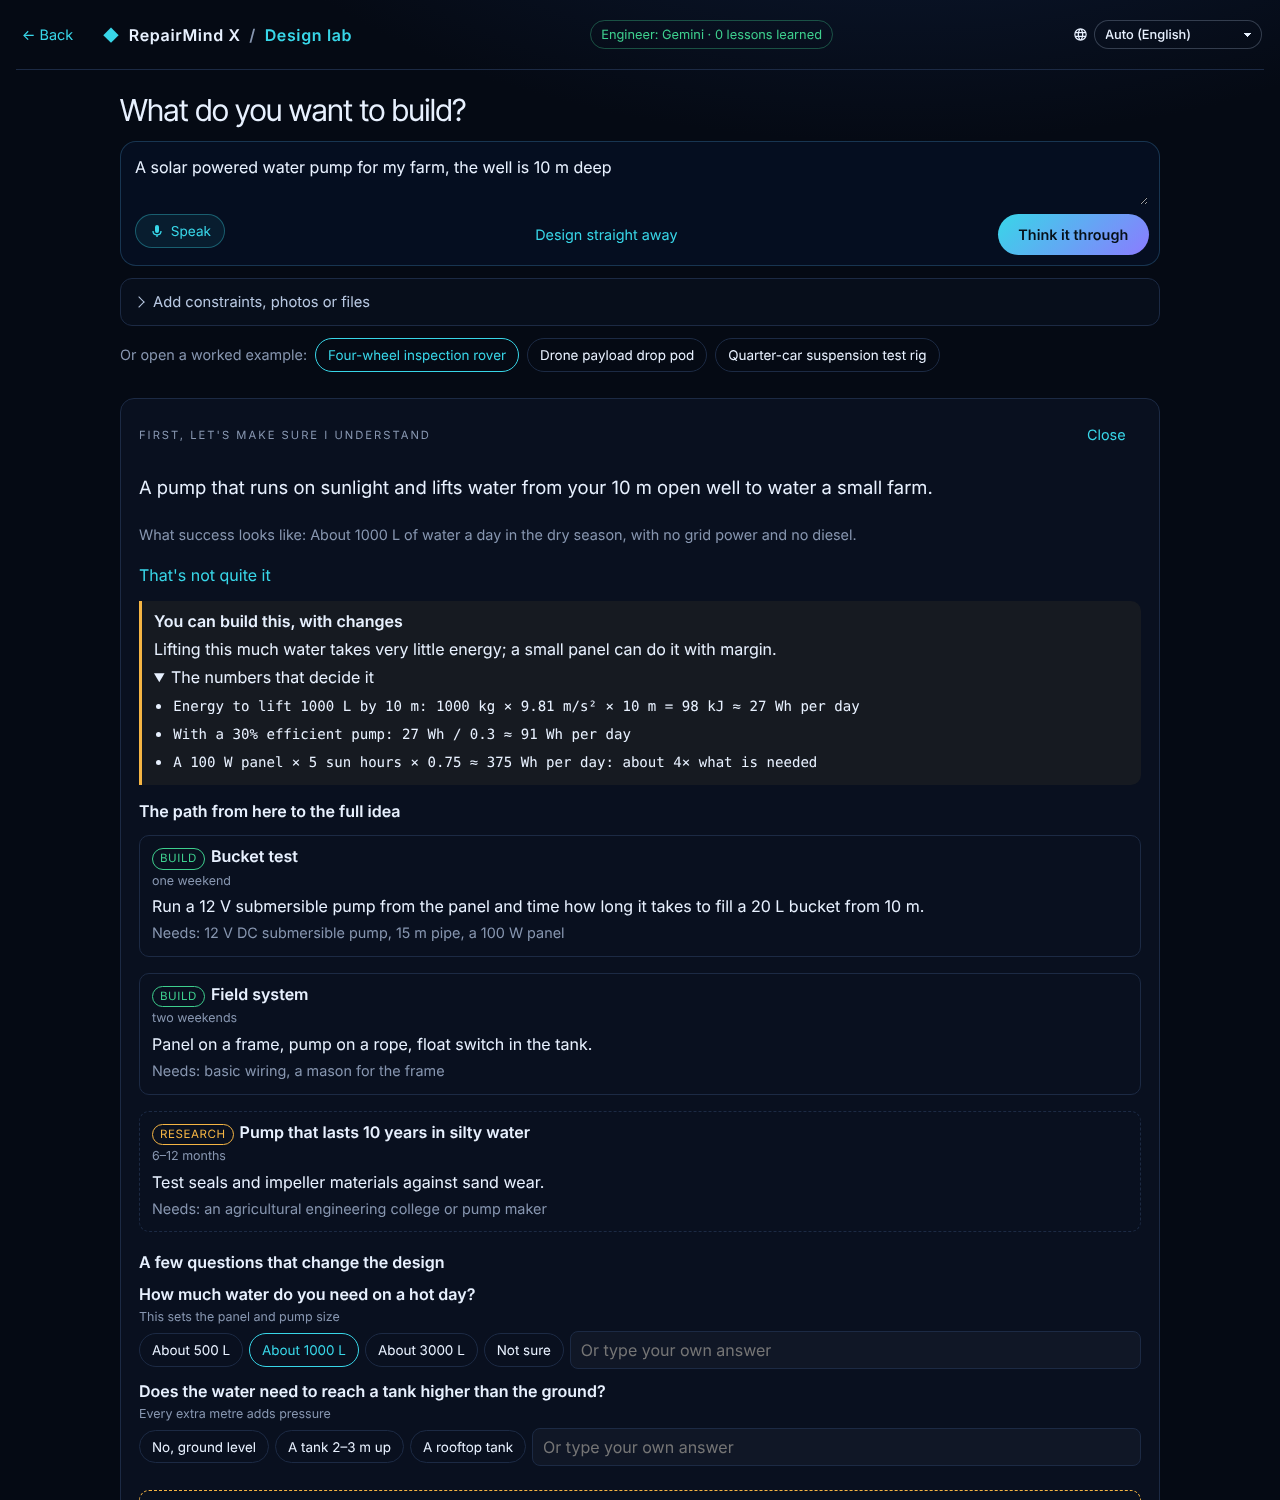 ← Back
RepairMind X / Design lab
Engineer: Gemini · 0 lessons learned
Auto (English)
What do you want to build?
A solar powered water pump for my farm, the well is 10 m deep
Speak
Design straight away
Think it through
Add constraints, photos or files
Or open a worked example:
Four-wheel inspection rover
Drone payload drop pod
Quarter-car suspension test rig
FIRST, LET'S MAKE SURE I UNDERSTAND
Close
A pump that runs on sunlight and lifts water from your 10 m open well to water a small farm.
What success looks like: About 1000 L of water a day in the dry season, with no grid power and no diesel.
That's not quite it
You can build this, with changes
Lifting this much water takes very little energy; a small panel can do it with margin.
▼ The numbers that decide it
• Energy to lift 1000 L by 10 m: 1000 kg × 9.81 m/s² × 10 m = 98 kJ ≈ 27 Wh per day
• With a 30% efficient pump: 27 Wh / 0.3 ≈ 91 Wh per day
• A 100 W panel × 5 sun hours × 0.75 ≈ 375 Wh per day: about 4× what is needed
The path from here to the full idea
BUILD Bucket test
one weekend
Run a 12 V submersible pump from the panel and time how long it takes to fill a 20 L bucket from 10 m.
Needs: 12 V DC submersible pump, 15 m pipe, a 100 W panel
BUILD Field system
two weekends
Panel on a frame, pump on a rope, float switch in the tank.
Needs: basic wiring, a mason for the frame
RESEARCH Pump that lasts 10 years in silty water
6–12 months
Test seals and impeller materials against sand wear.
Needs: an agricultural engineering college or pump maker
A few questions that change the design
How much water do you need on a hot day?
This sets the panel and pump size
About 500 L
About 1000 L
About 3000 L
Not sure
Or type your own answer
Does the water need to reach a tank higher than the ground?
Every extra metre adds pressure
No, ground level
A tank 2–3 m up
A rooftop tank
Or type your own answer